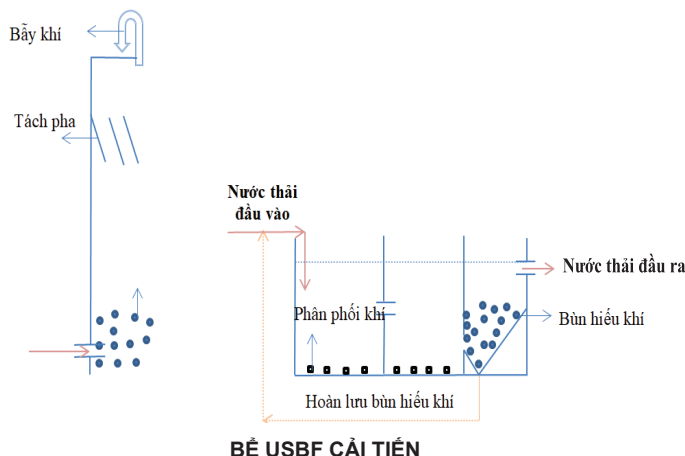 Bẫy khí
Tách pha
Nước thải
đầu vào
Nước thải đầu ra
Phân phối khí
Bùn hiếu khí
Hoàn lưu bùn hiếu khí
BỂ USBF CẢI TIẾN